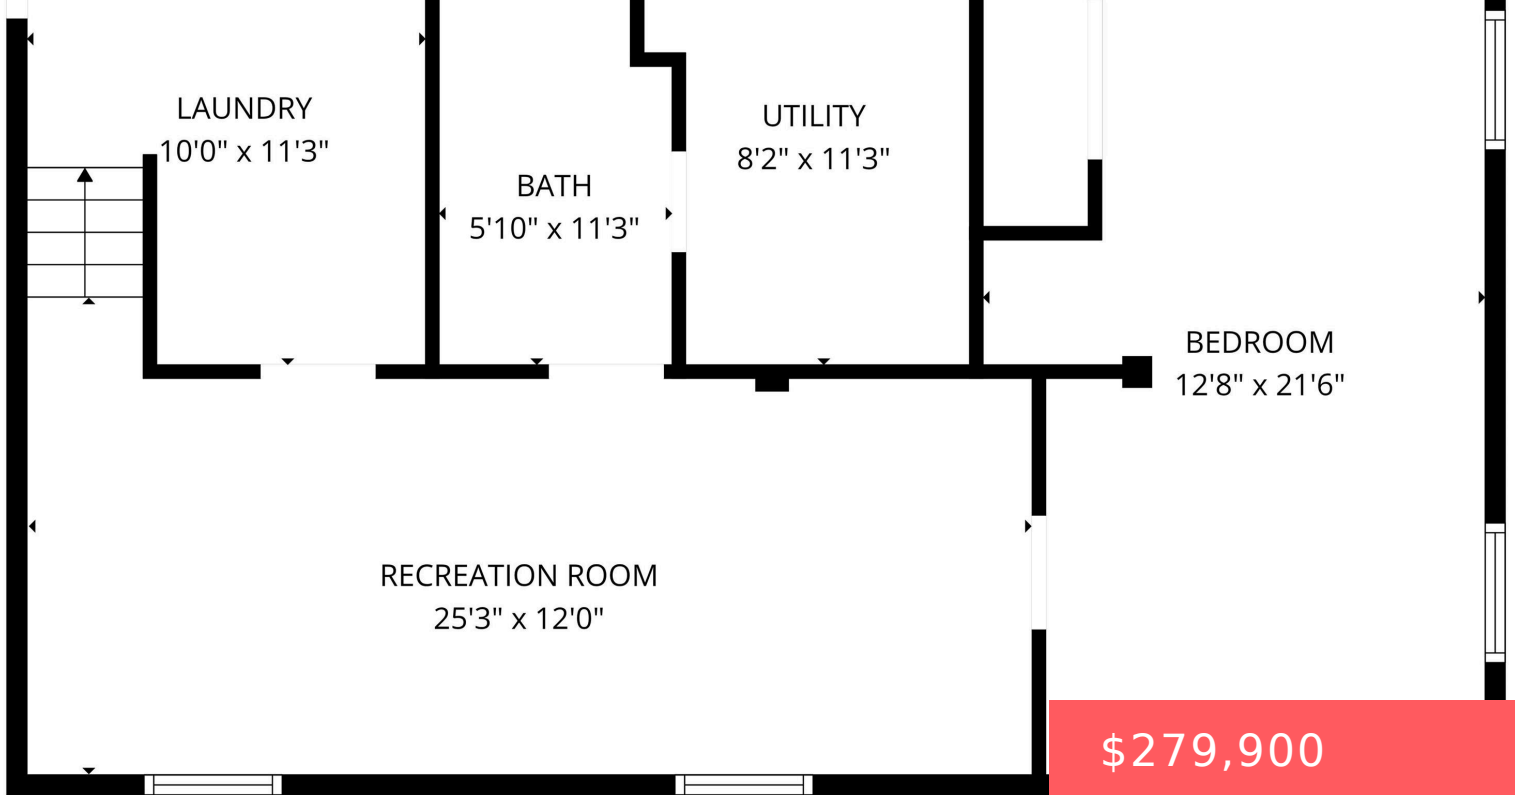 LAUNDRY
10'0" x 11'3"
UTILITY
8'2" x 11'3"
BATH
5'10" x 11'3"
BEDROOM
12'8" x 21'6"
RECREATION ROOM
25'3" x 12'0"
$279,900